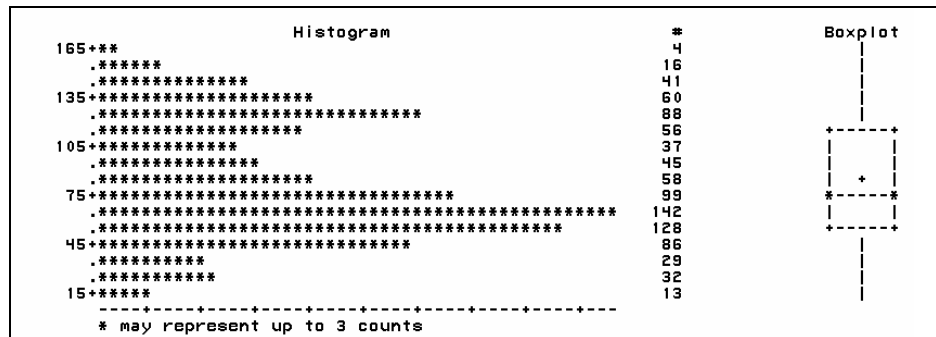 Histogram # Boxplot
165+** 4 |
.****** 16 |
.************** 41 |
135+******************** 60 |
.****************************** 88 |
.******************* 56 +-----+
105+************* 37 | |
.*************** 45 | |
.******************** 58 | + |
75+********************************* 99 *-----*
.************************************************ 142 | |
.******************************************* 128 +-----+
45+***************************** 86 |
.********** 29 |
.*********** 32 |
15+***** 13 |
----+----+----+----+----+----+----+----+----+---
* may represent up to 3 counts